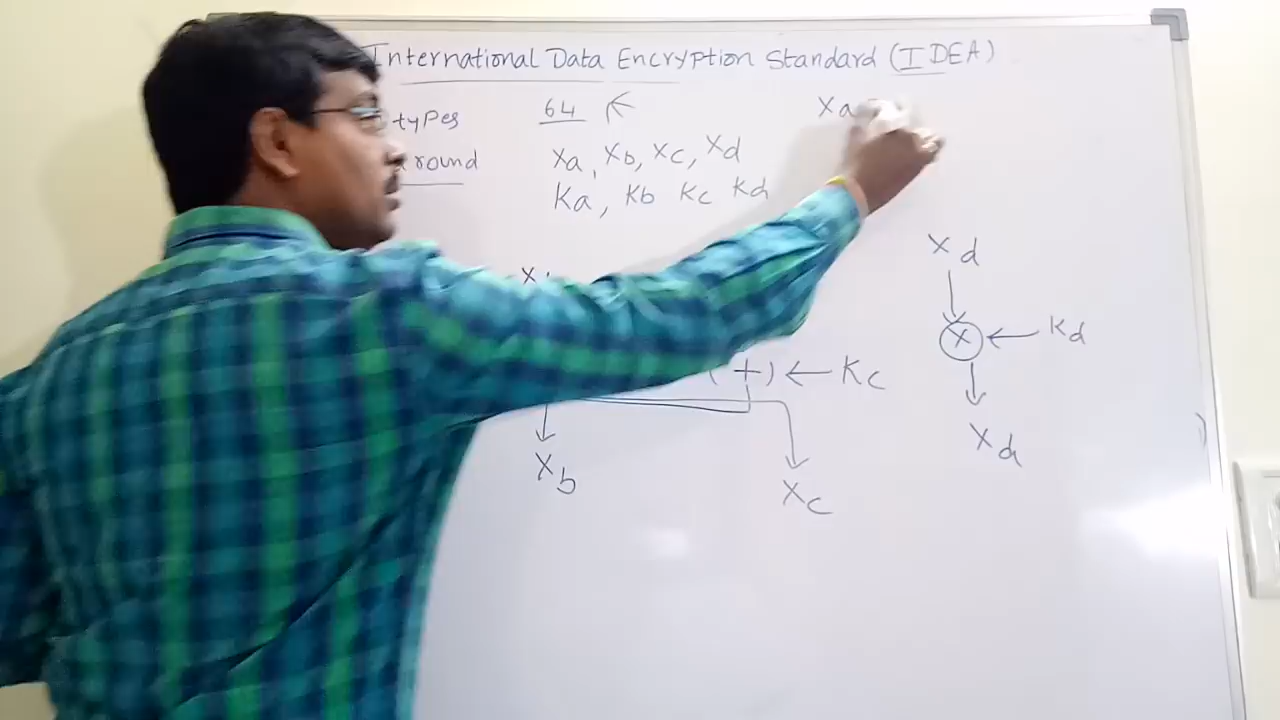 International Data Encryption Standard (IDEA)
types
64
Xa
round
Xa, Xb, Xc, Xd
Ka, Kb Kc Kd
X
Xd
X
Kd
+
Kc
Xd
Xb
Xc